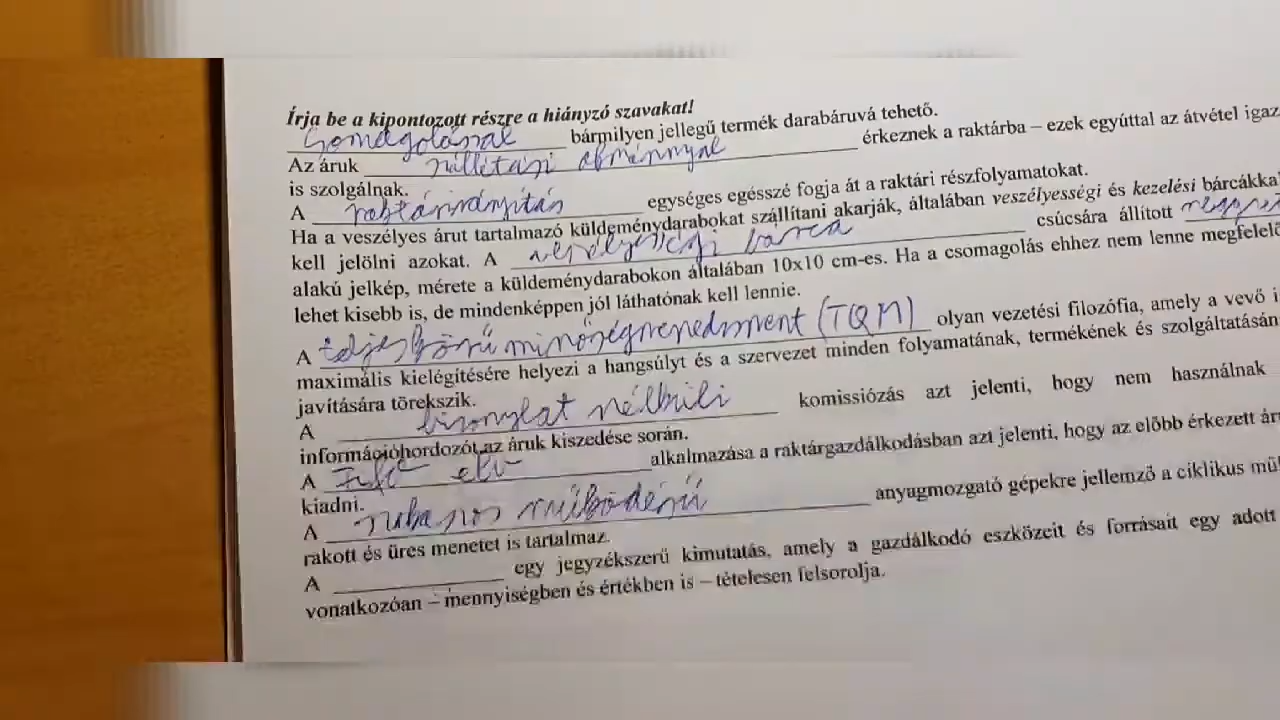 Írja be a kipontozott részre a hiányzó szavakat!
Csomagolással bármilyen jellegű termék darabáruvá tehető.
Az áruk szállítási okmánnyal érkeznek a raktárba – ezek egyúttal az átvétel igaz
is szolgálnak.
A raktárirányítás egységes egésszé fogja át a raktári részfolyamatokat.
Ha a veszélyes árut tartalmazó küldeménydarabokat szállítani akarják, általában veszélyességi és kezelési bárcákka
kell jelölni azokat. A veszélyességi bárca csúcsára állított
alakú jelkép, mérete a küldeménydarabokon általában 10x10 cm-es. Ha a csomagolás ehhez nem lenne megfelelő
lehet kisebb is, de mindenképpen jól láthatónak kell lennie.
A teljes körű minőségmenedzsment (TQM) olyan vezetési filozófia, amely a vevő i
maximális kielégítésére helyezi a hangsúlyt és a szervezet minden folyamatának, termékének és szolgáltatásán
javítására törekszik.
A bizonylat nélküli komissiózás azt jelenti, hogy nem használnak
információhordozót az áruk kiszedése során.
A elv alkalmazása a raktárgazdálkodásban azt jelenti, hogy az előbb érkezett ár
kiadni.
A szakaszos működésű anyagmozgató gépekre jellemző a ciklikus mű
rakott és üres menetet is tartalmaz.
A ____________ egy jegyzékszerű kimutatás, amely a gazdálkodó eszközeit és forrásait egy adott
vonatkozóan – mennyiségben és értékben is – tételesen felsorolja.